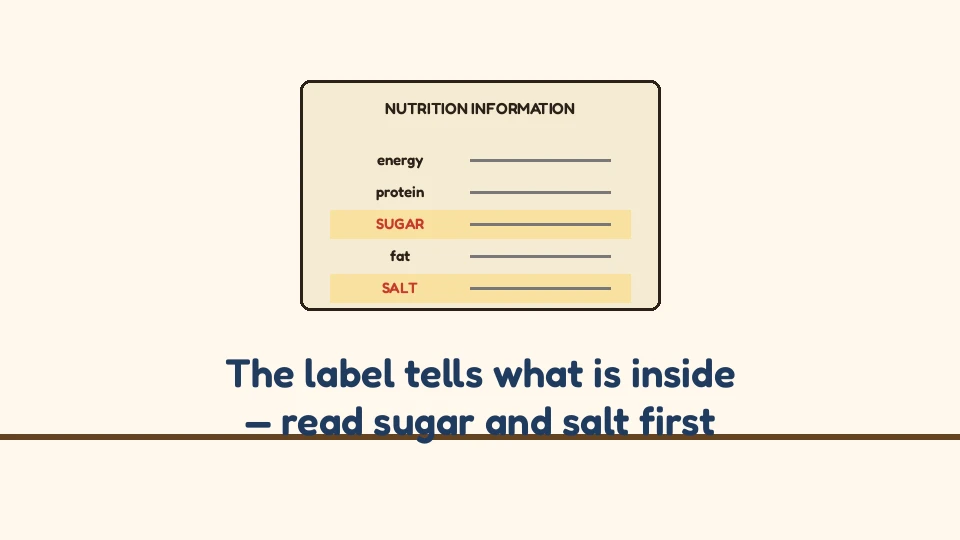 NUTRITION INFORMATION
energy
protein
SUGAR
fat
SALT
The label tells what is inside
– read sugar and salt first